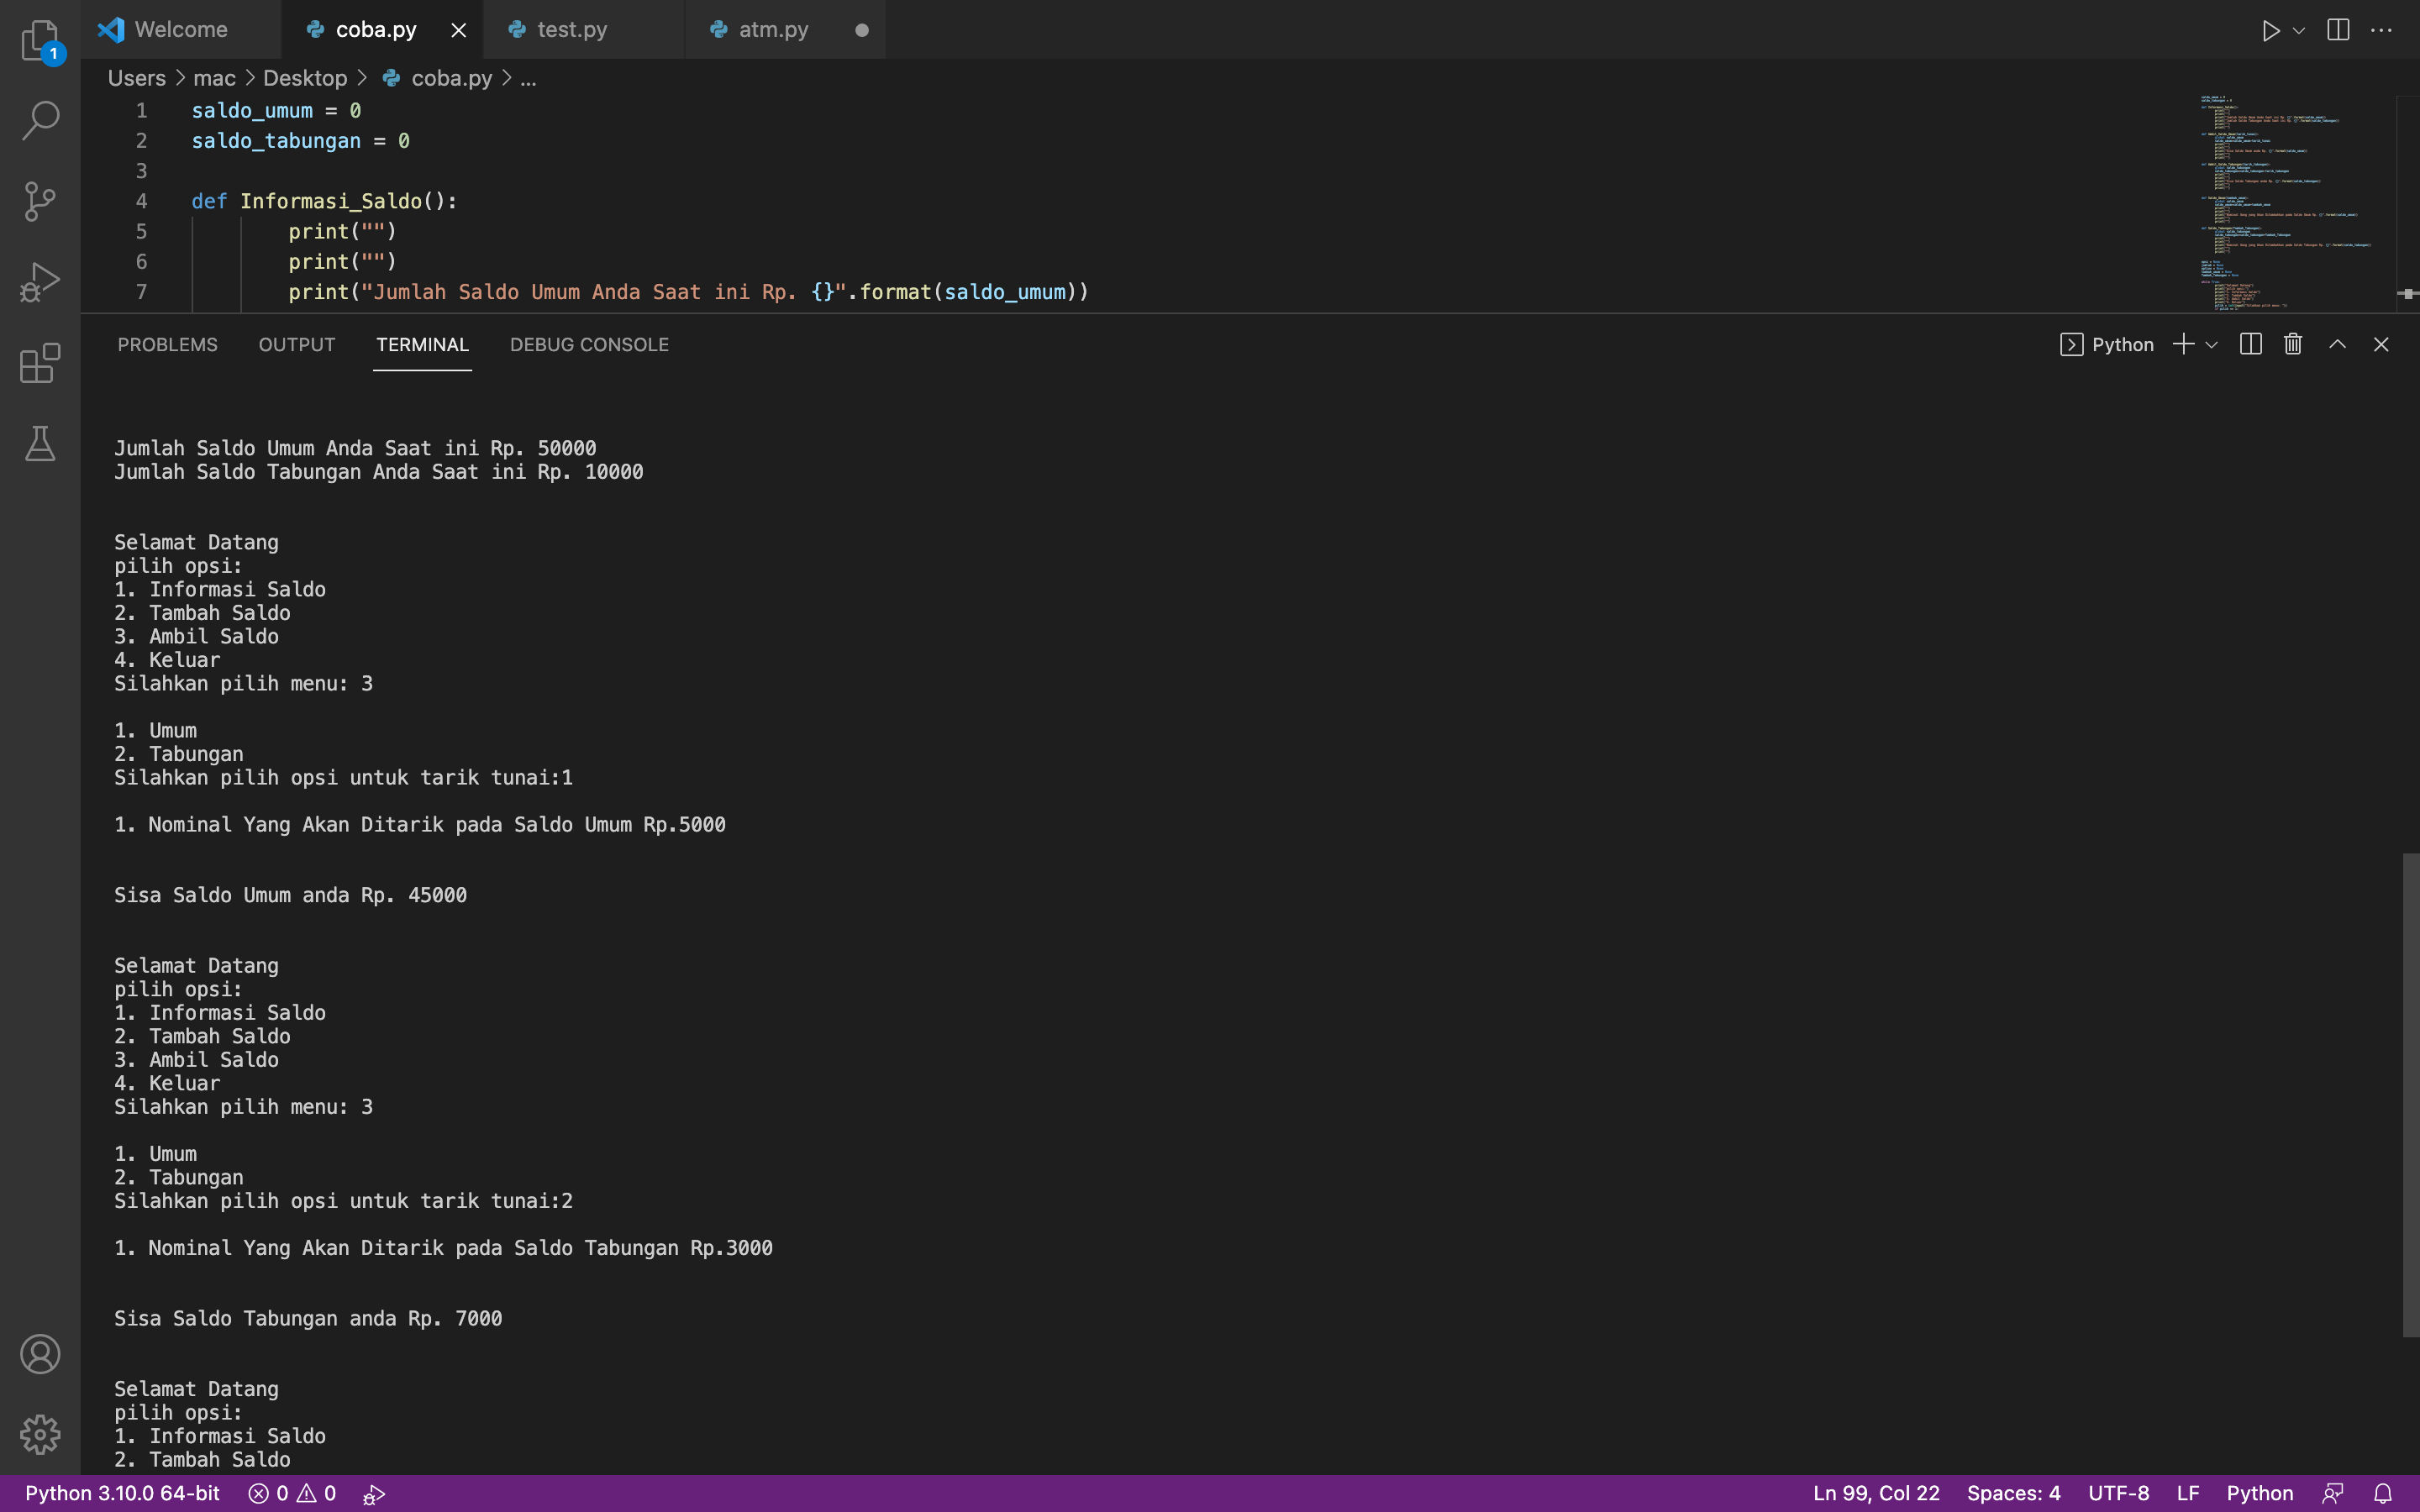 Welcome
coba.py
test.py
atm.py
1
Users > mac > Desktop > coba.py > ...
1 saldo_umum = 0
2 saldo_tabungan = 0
3
4 def Informasi_Saldo():
5 print("")
6 print("")
7 print("Jumlah Saldo Umum Anda Saat ini Rp. {}".format(saldo_umum))
PROBLEMS OUTPUT TERMINAL DEBUG CONSOLE
Python
Jumlah Saldo Umum Anda Saat ini Rp. 50000
Jumlah Saldo Tabungan Anda Saat ini Rp. 10000
Selamat Datang
pilih opsi:
1. Informasi Saldo
2. Tambah Saldo
3. Ambil Saldo
4. Keluar
Silahkan pilih menu: 3
1. Umum
2. Tabungan
Silahkan pilih opsi untuk tarik tunai:1
1. Nominal Yang Akan Ditarik pada Saldo Umum Rp.5000
Sisa Saldo Umum anda Rp. 45000
Selamat Datang
pilih opsi:
1. Informasi Saldo
2. Tambah Saldo
3. Ambil Saldo
4. Keluar
Silahkan pilih menu: 3
1. Umum
2. Tabungan
Silahkan pilih opsi untuk tarik tunai:2
1. Nominal Yang Akan Ditarik pada Saldo Tabungan Rp.3000
Sisa Saldo Tabungan anda Rp. 7000
Selamat Datang
pilih opsi:
1. Informasi Saldo
2. Tambah Saldo
Python 3.10.0 64-bit 0 0 Ln 99, Col 22 Spaces: 4 UTF-8 LF Python